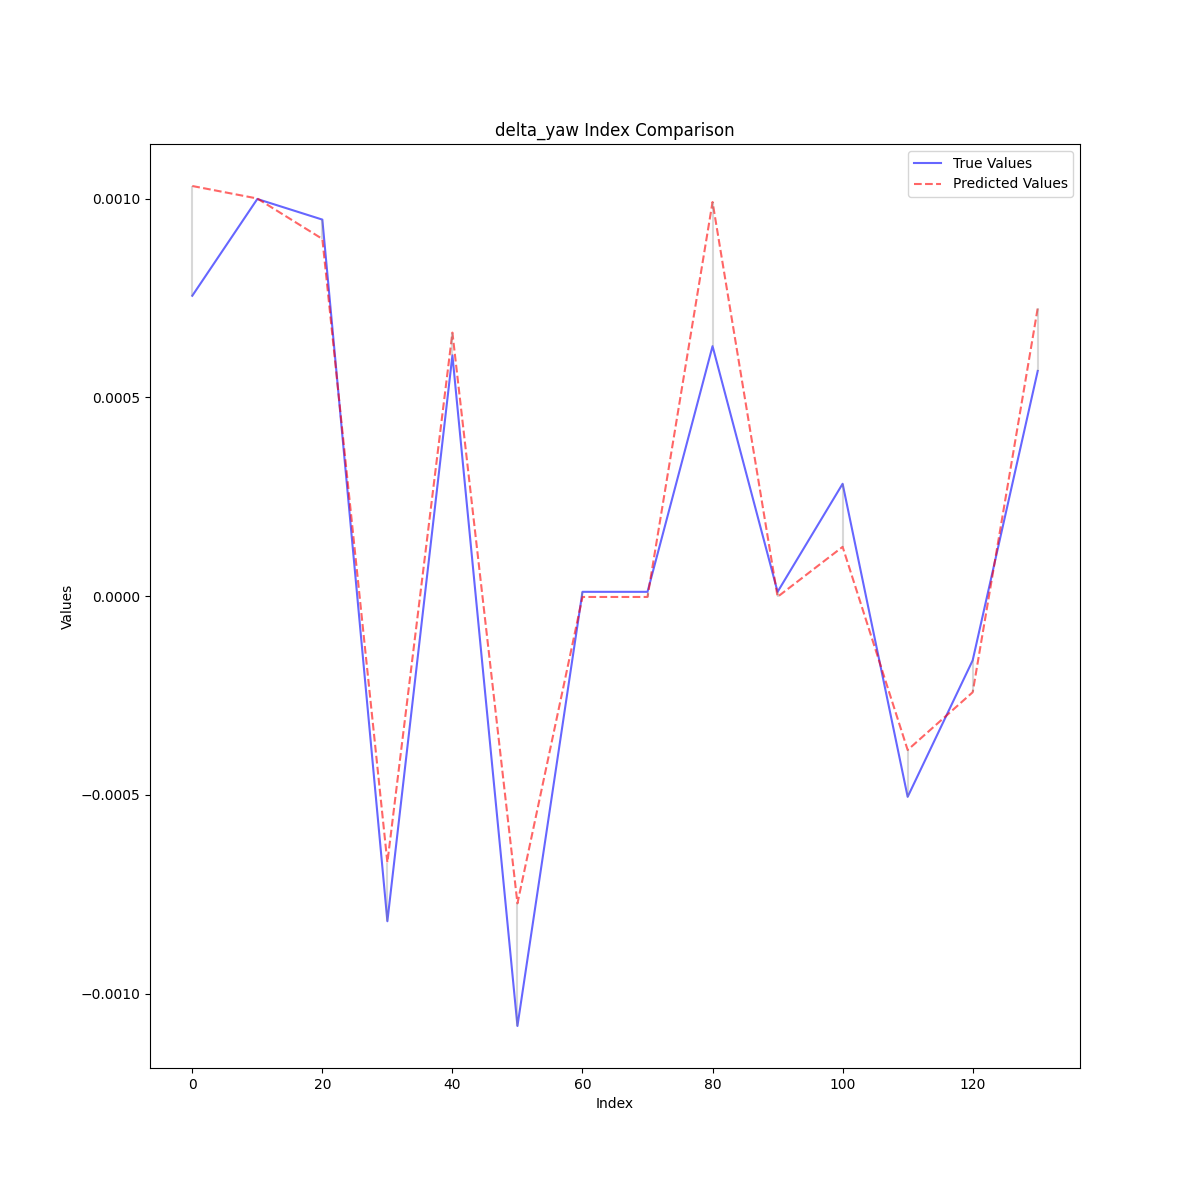 delta_yaw Index Comparison
True Values
Predicted Values
0.0010
0.0005
0.0000
−0.0005
−0.0010
Values
0 20 40 60 80 100 120
Index